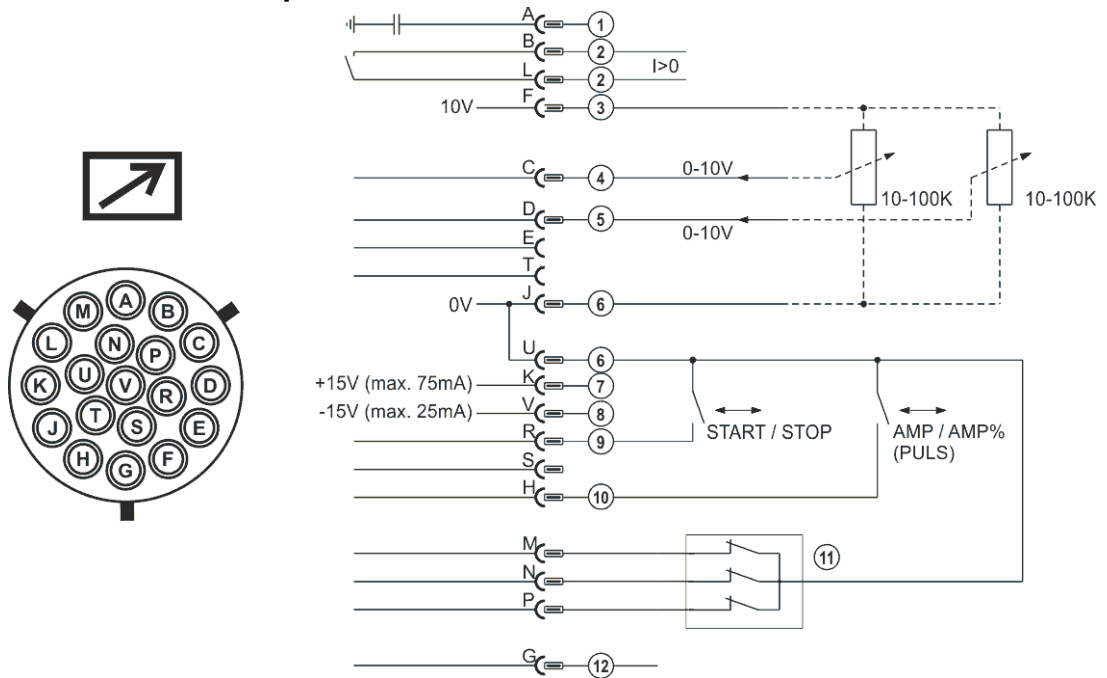 A
1
B
2
L
2
I>0
F
10V
3
C
4
0-10V
10-100K
10-100K
D
5
0-10V
E
T
J
0V
6
U
6
K
+15V (max. 75mA)
7
V
-15V (max. 25mA)
8
R
9
START / STOP
AMP / AMP%
(PULS)
S
H
10
M
11
N
P
G
12
A
M
B
L
N
P
C
K
U
V
R
D
J
T
S
E
H
G
F